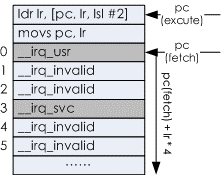 ldr lr, [pc, lr, lsl #2]
pc
(excute)
movs pc, lr
0 __irq_usr
pc
(fetch)
1 __irq_invalid
2 __irq_invalid
3 __irq_svc
4 __irq_invalid
5 __irq_invalid
......
pc(fetch) + lr * 4